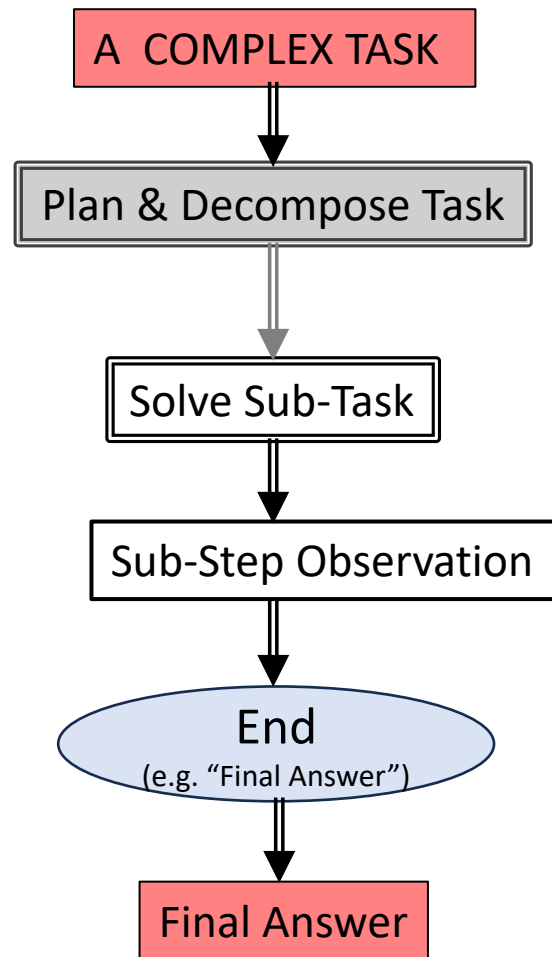 A COMPLEX TASK
Plan & Decompose Task
Solve Sub-Task
Sub-Step Observation
End
(e.g. “Final Answer”)
Final Answer